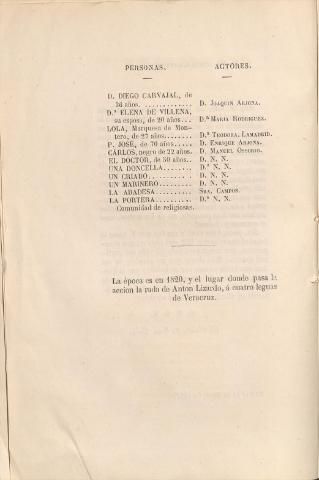 PERSONAS. ACTORES.
D. DIEGO CARVAJAL, de
36 años. ............. D. Joaquin Arjona.
D.ª ELENA DE VILLENA,
su esposa, de 20 años... D.ª Maria Rodriguez.
LOLA, Marquesa de Mon-
tero, de 27 años...... D.ª Teodora Lamadrid.
P. JOSE, de 70 años..... D. Enrique Arjona.
CÁRLOS, negro de 22 años. D. Manuel Ossorio.
EL DOCTOR, de 50 años.. D. N. N.
UNA DONCELLA....... D.ª N. N.
UN CRIADO.......... D. N. N.
UN MARINERO........ D. N. N.
LA ABADESA......... Sra. Campos.
LA PORTERA......... D.ª N. N.
Comunidad de religiosas.
La época es en 1820, y el lugar donde pasa la
accion la rada de Anton Lizardo, á cuatro leguas
de Veracruz.